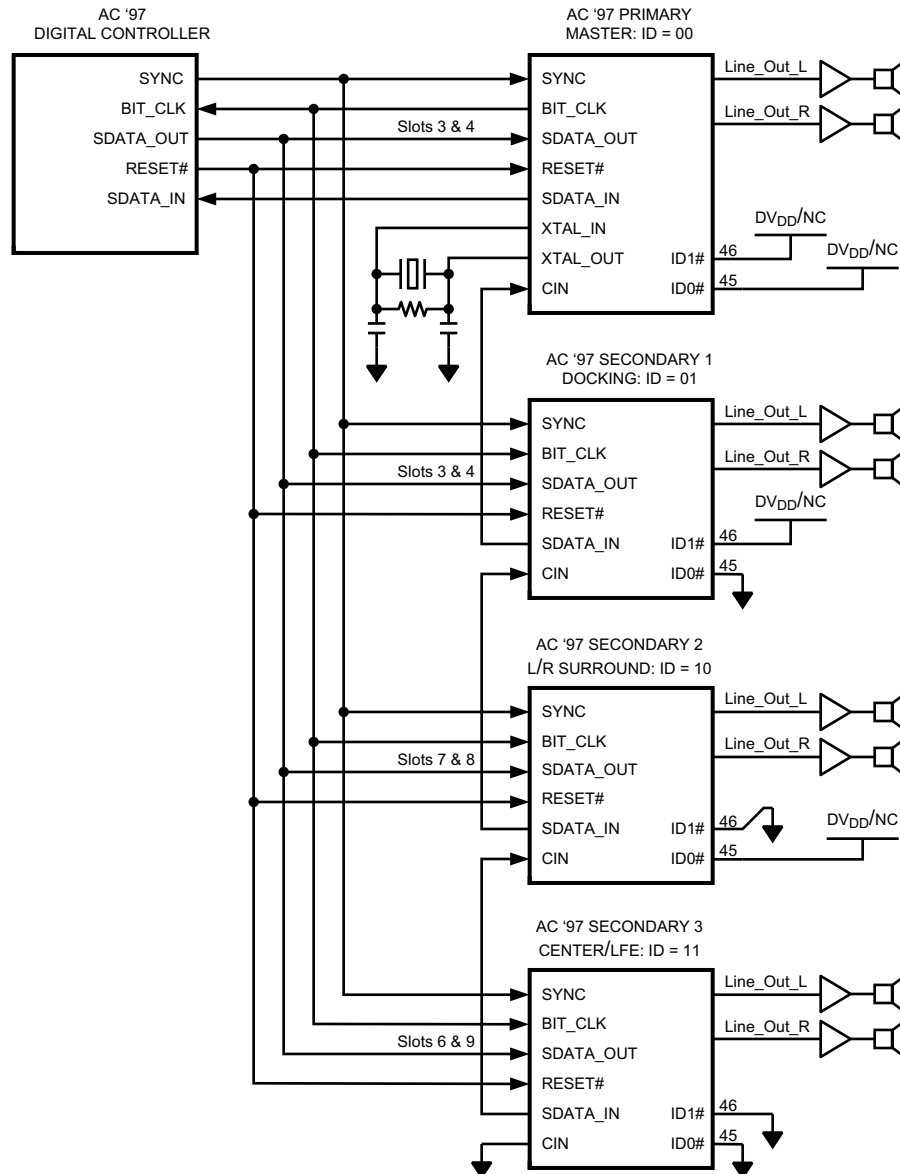 AC '97
DIGITAL CONTROLLER
SYNC
BIT_CLK
SDATA_OUT
RESET#
SDATA_IN
AC '97 PRIMARY
MASTER: ID = 00
Slots 3 & 4
SYNC
BIT_CLK
SDATA_OUT
RESET#
SDATA_IN
XTAL_IN
XTAL_OUT
CIN
ID1#
ID0#
46
45
Line_Out_L
Line_Out_R
DVDD/NC
DVDD/NC
AC '97 SECONDARY 1
DOCKING: ID = 01
Slots 3 & 4
SYNC
BIT_CLK
SDATA_OUT
RESET#
SDATA_IN
CIN
ID1#
ID0#
46
45
Line_Out_L
Line_Out_R
DVDD/NC
AC '97 SECONDARY 2
L/R SURROUND: ID = 10
Slots 7 & 8
SYNC
BIT_CLK
SDATA_OUT
RESET#
SDATA_IN
CIN
ID1#
ID0#
46
45
Line_Out_L
Line_Out_R
DVDD/NC
AC '97 SECONDARY 3
CENTER/LFE: ID = 11
Slots 6 & 9
SYNC
BIT_CLK
SDATA_OUT
RESET#
SDATA_IN
CIN
ID1#
ID0#
46
45
Line_Out_L
Line_Out_R